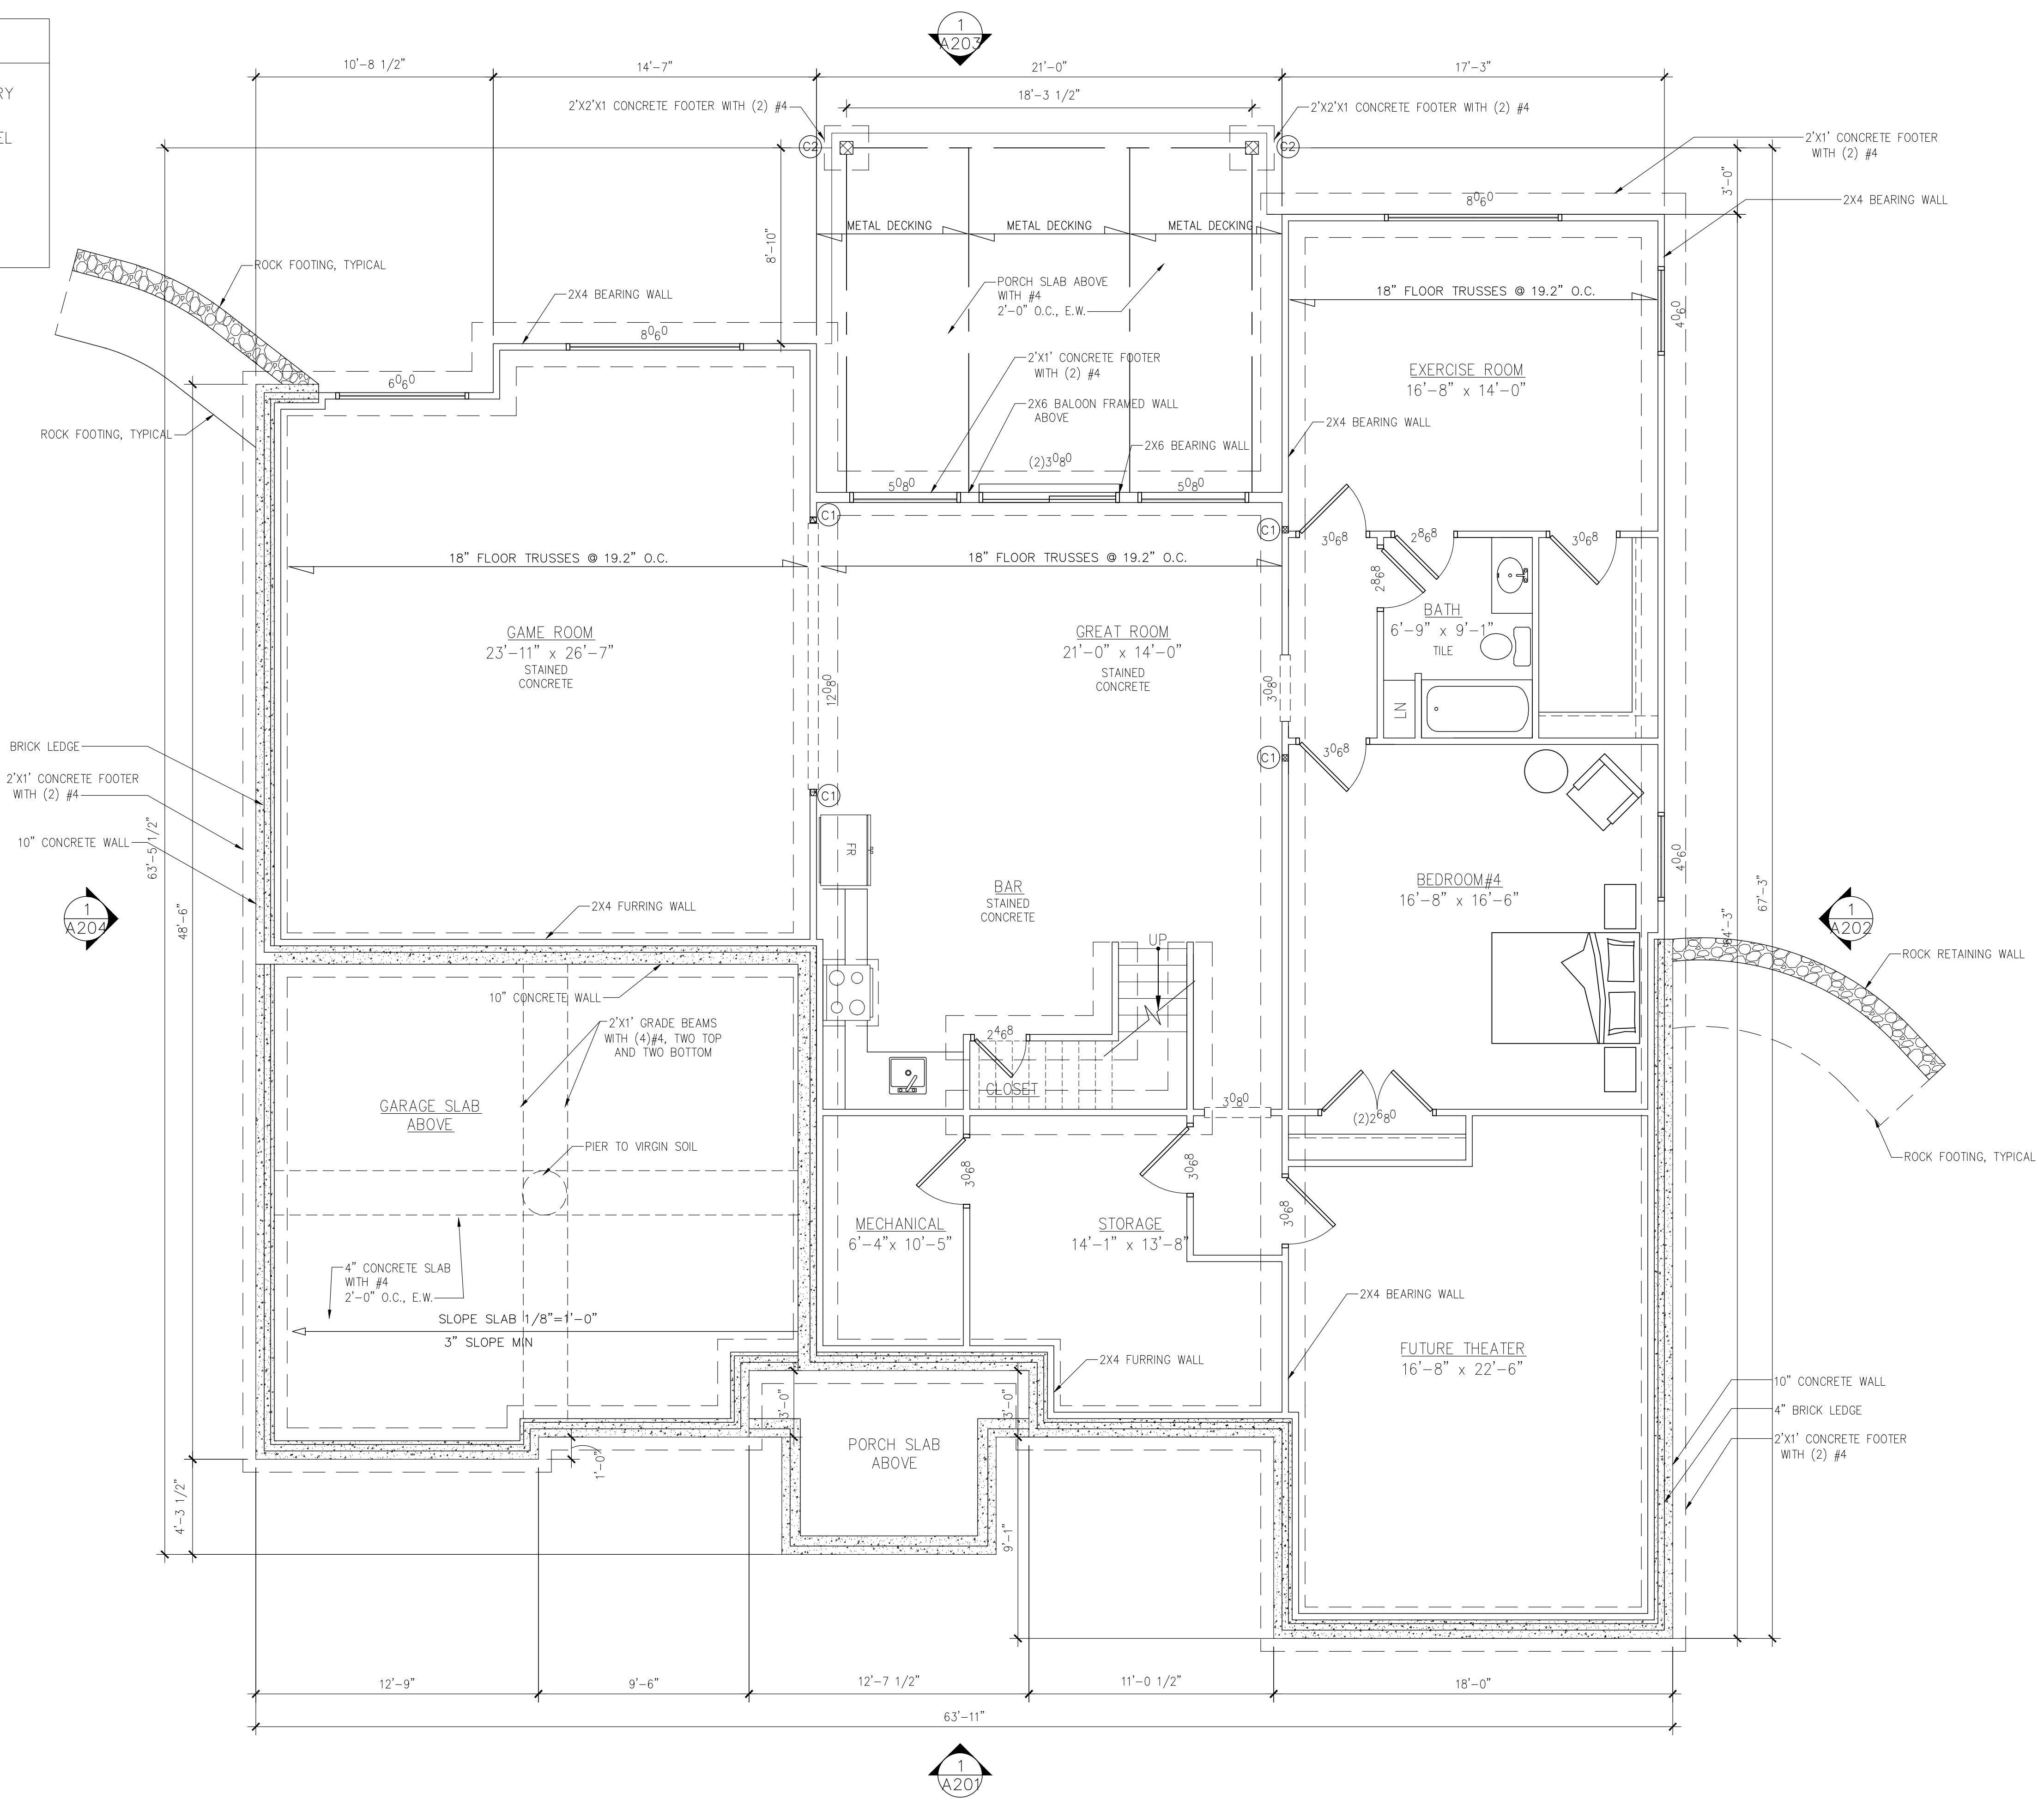 RY
EL
1
A203
10'-8 1/2"
14'-7"
21'-0"
17'-3"
18'-3 1/2"
2'X2'X1 CONCRETE FOOTER WITH (2) #4
2'X2'X1 CONCRETE FOOTER WITH (2) #4
C2
C2
2'X1' CONCRETE FOOTER
WITH (2) #4
3'-0"
2X4 BEARING WALL
8060
METAL DECKING
METAL DECKING
METAL DECKING
8'-10"
ROCK FOOTING, TYPICAL
PORCH SLAB ABOVE
WITH #4
2'-0" O.C., E.W.
2X4 BEARING WALL
18" FLOOR TRUSSES @ 19.2" O.C.
4060
8060
6060
2'X1' CONCRETE FOOTER
WITH (2) #4
EXERCISE ROOM
16'-8" x 14'-0"
2X6 BALOON FRAMED WALL
ABOVE
2X4 BEARING WALL
ROCK FOOTING, TYPICAL
2X6 BEARING WALL
(2)3080
5080
5080
C1
C1
3068
2868
3068
18" FLOOR TRUSSES @ 19.2" O.C.
18" FLOOR TRUSSES @ 19.2" O.C.
2868
BATH
6'-9" x 9'-1"
TILE
GAME ROOM
23'-11" x 26'-7"
STAINED
CONCRETE
GREAT ROOM
21'-0" x 14'-0"
STAINED
CONCRETE
12080
3080
LN
BRICK LEDGE
3068
C1
2'X1' CONCRETE FOOTER
WITH (2) #4
C1
10" CONCRETE WALL
63'-5 1/2"
FR
4060
BAR
STAINED
CONCRETE
BEDROOM#4
16'-8" x 16'-6"
67'-3"
1
A204
48'-6"
2X4 FURRING WALL
1
A202
64'-3"
UP
ROCK RETAINING WALL
10" CONCRETE WALL
2'X1' GRADE BEAMS
WITH (4)#4, TWO TOP
AND TWO BOTTOM
2468
CLOSET
GARAGE SLAB
ABOVE
3080
(2)2680
PIER TO VIRGIN SOIL
ROCK FOOTING, TYPICAL
3068
3068
3068
MECHANICAL
6'-4"x 10'-5"
STORAGE
14'-1" x 13'-8"
4" CONCRETE SLAB
WITH #4
2'-0" O.C., E.W.
2X4 BEARING WALL
SLOPE SLAB 1/8"=1'-0"
3" SLOPE MIN
FUTURE THEATER
16'-8" x 22'-6"
2X4 FURRING WALL
10" CONCRETE WALL
4" BRICK LEDGE
3'-0"
3'-0"
PORCH SLAB
ABOVE
2'X1' CONCRETE FOOTER
WITH (2) #4
1'-0"
4'-3 1/2"
9'-1"
12'-9"
9'-6"
12'-7 1/2"
11'-0 1/2"
18'-0"
63'-11"
1
A201